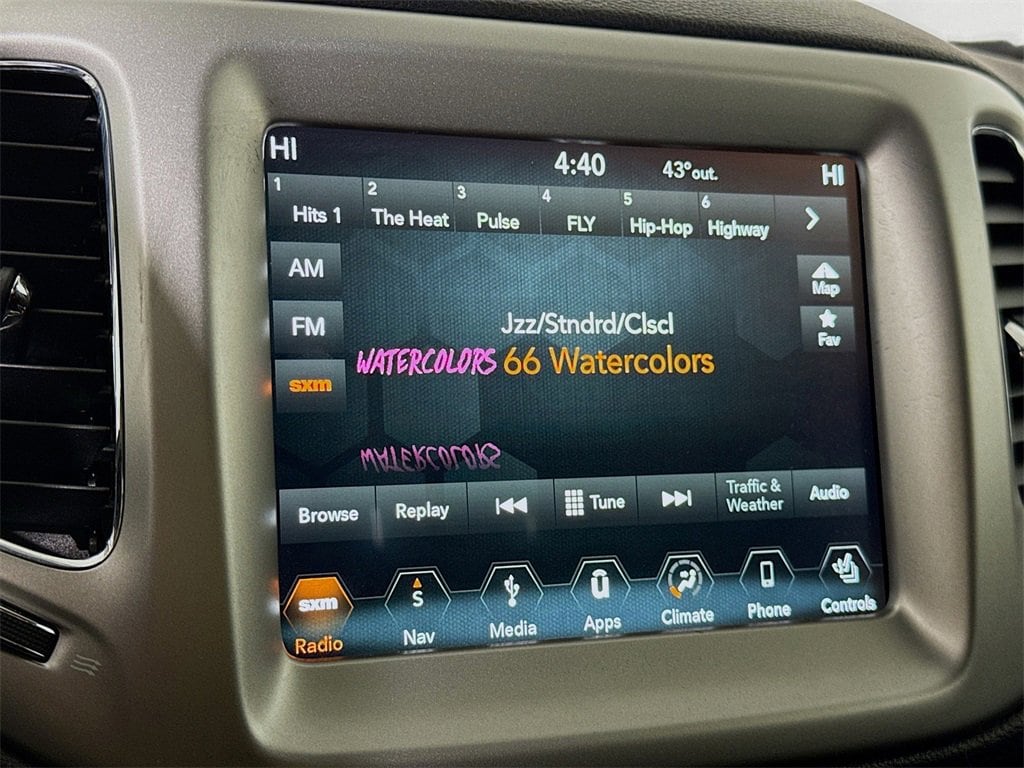 HI 4:40 43°out. HI
1 Hits 1 2 The Heat 3 Pulse 4 FLY 5 Hip-Hop 6 Highway
AM
Map
FM
Fav
Jzz/Stndrd/Clscl
WATERCOLORS 66 Watercolors
sxm
WATERCOLORS
Browse Replay Tune Traffic & Weather Audio
sxm S
Radio Nav Media Apps Climate Phone Controls